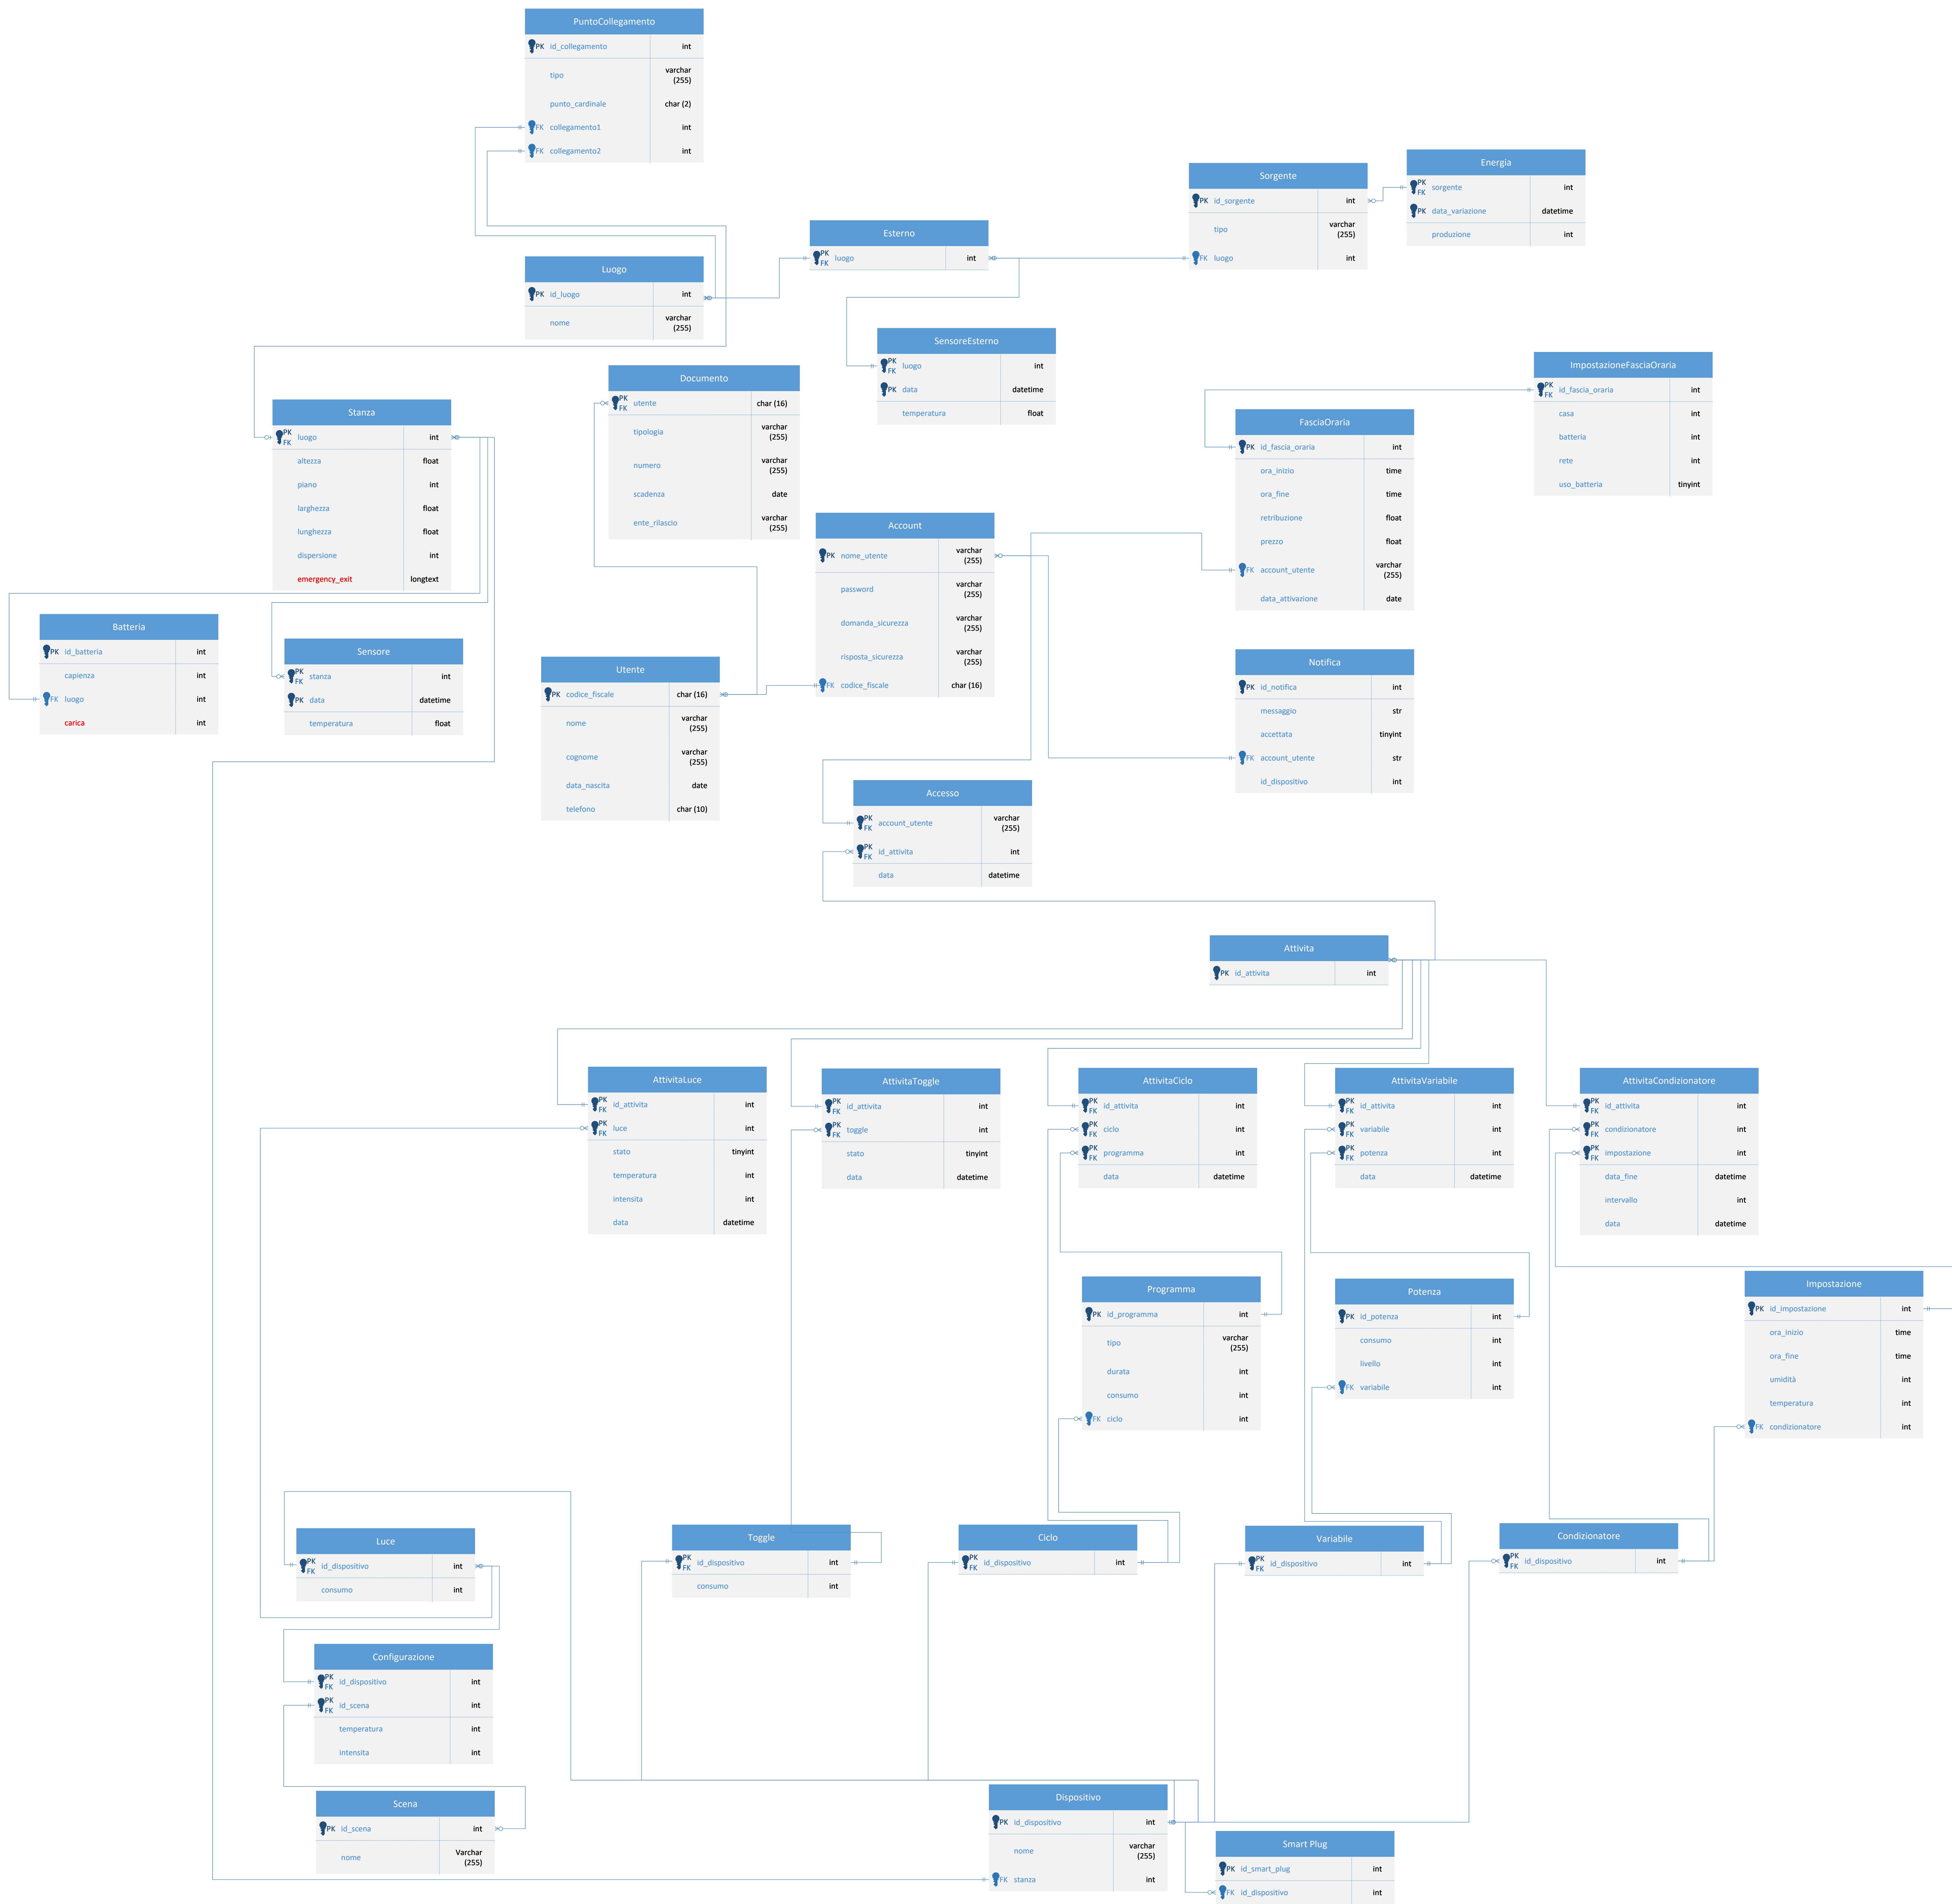 PuntoCollegamento
PK id_collegamento int
tipo varchar (255)
punto_cardinale char (2)
FK collegamento1 int
FK collegamento2 int
Energia
PK FK sorgente int
PK data_variazione datetime
produzione int
Sorgente
PK id_sorgente int
tipo varchar (255)
FK luogo int
Esterno
PK FK luogo int
Luogo
PK id_luogo int
nome varchar (255)
SensoreEsterno
PK FK luogo int
PK data datetime
temperatura float
ImpostazioneFasciaOraria
PK FK id_fascia_oraria int
casa int
batteria int
rete int
uso_batteria tinyint
Documento
PK FK utente char (16)
tipologia varchar (255)
numero varchar (255)
scadenza date
ente_rilascio varchar (255)
Stanza
PK FK luogo int
altezza float
piano int
larghezza float
lunghezza float
dispersione int
emergency_exit longtext
FasciaOraria
PK id_fascia_oraria int
ora_inizio time
ora_fine time
retribuzione float
prezzo float
FK account_utente varchar (255)
data_attivazione date
Account
PK nome_utente varchar (255)
password varchar (255)
domanda_sicurezza varchar (255)
risposta_sicurezza varchar (255)
FK codice_fiscale char (16)
Batteria
PK id_batteria int
capienza int
FK luogo int
carica int
Sensore
PK FK stanza int
PK data datetime
temperatura float
Utente
PK codice_fiscale char (16)
nome varchar (255)
cognome varchar (255)
data_nascita date
telefono char (10)
Notifica
PK id_notifica int
messaggio str
accettata tinyint
FK account_utente str
id_dispositivo int
Accesso
PK FK account_utente varchar (255)
PK FK id_attivita int
data datetime
Attivita
PK id_attivita int
AttivitaLuce
PK FK id_attivita int
PK FK luce int
stato tinyint
temperatura int
intensita int
data datetime
AttivitaToggle
PK FK id_attivita int
PK FK toggle int
stato tinyint
data datetime
AttivitaCiclo
PK FK id_attivita int
PK FK ciclo int
PK FK programma int
data datetime
AttivitaVariabile
PK FK id_attivita int
PK FK variabile int
PK FK potenza int
data datetime
AttivitaCondizionatore
PK FK id_attivita int
PK FK condizionatore int
PK FK impostazione int
data_fine datetime
intervallo int
data datetime
Programma
PK id_programma int
tipo varchar (255)
durata int
consumo int
FK ciclo int
Potenza
PK id_potenza int
consumo int
livello int
FK variabile int
Impostazione
PK id_impostazione int
ora_inizio time
ora_fine time
umidità int
temperatura int
FK condizionatore int
Luce
PK FK id_dispositivo int
consumo int
Toggle
PK FK id_dispositivo int
consumo int
Ciclo
PK FK id_dispositivo int
Variabile
PK FK id_dispositivo int
Condizionatore
PK FK id_dispositivo int
Configurazione
PK FK id_dispositivo int
PK FK id_scena int
temperatura int
intensita int
Scena
PK id_scena int
nome Varchar (255)
Dispositivo
PK id_dispositivo int
nome varchar (255)
FK stanza int
Smart Plug
PK id_smart_plug int
FK id_dispositivo int